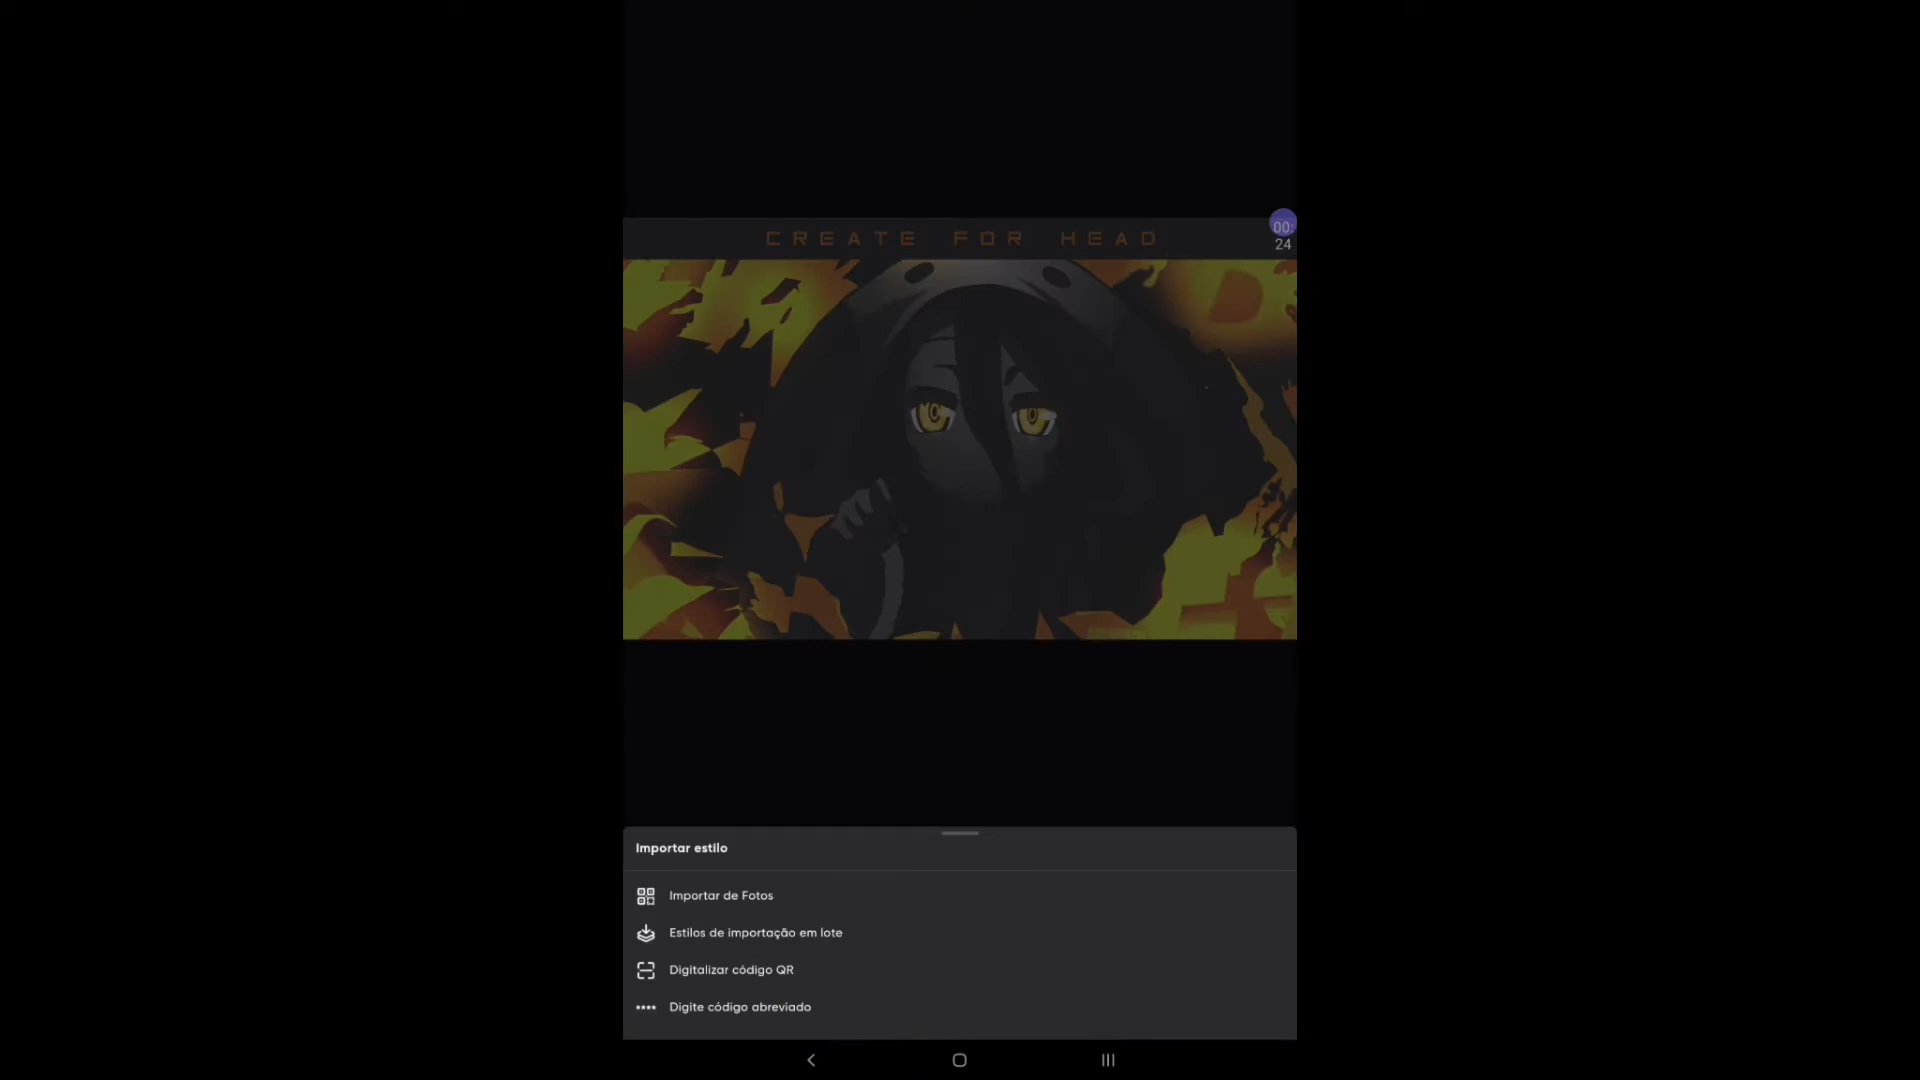 CREATE FOR HEAD
00:
24
Importar estilo
Importar de Fotos
Estilos de importação em lote
Digitalizar código QR
Digite código abreviado